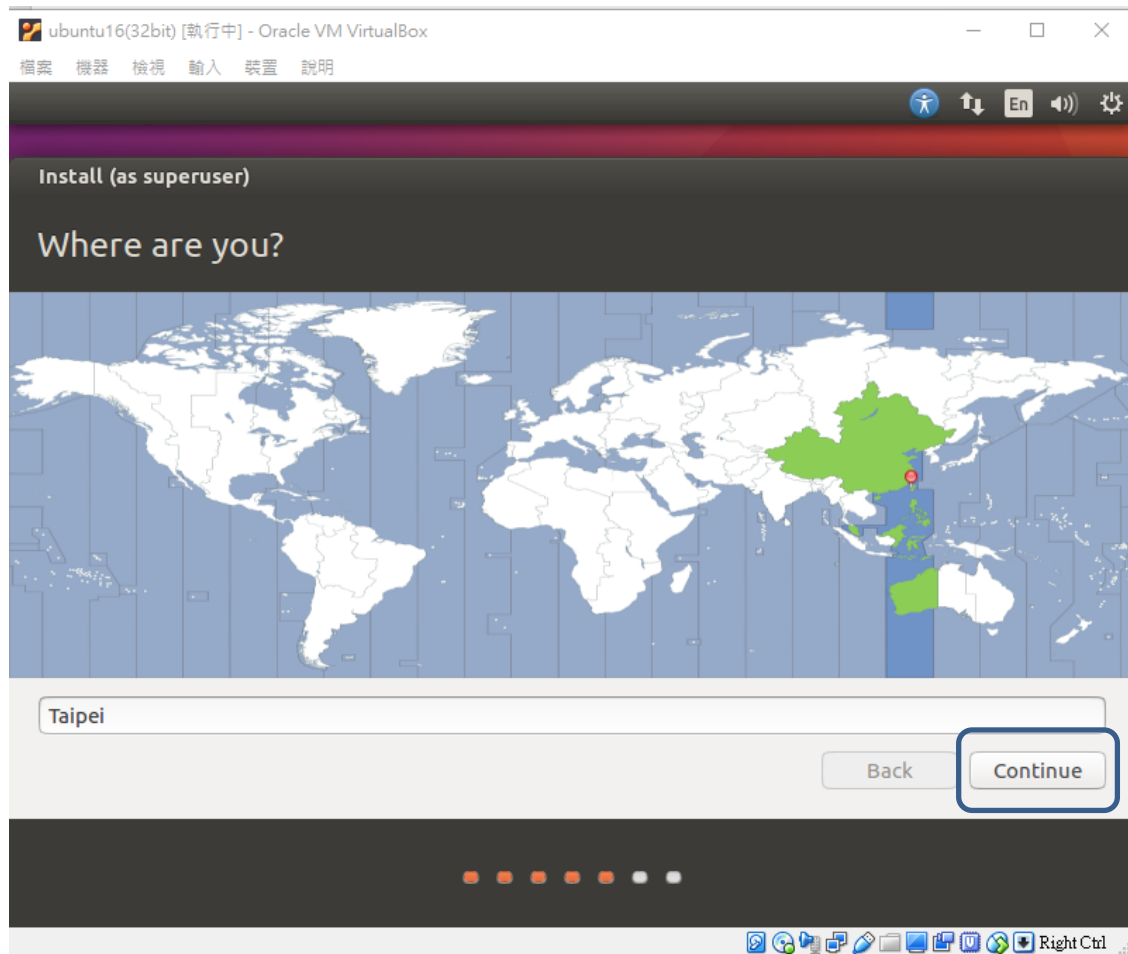 ubuntu16(32bit) [執行中] - Oracle VM VirtualBox
檔案 機器 檢視 輸入 裝置 說明
En
Install (as superuser)
Where are you?
Taipei
Back Continue
Right Ctrl